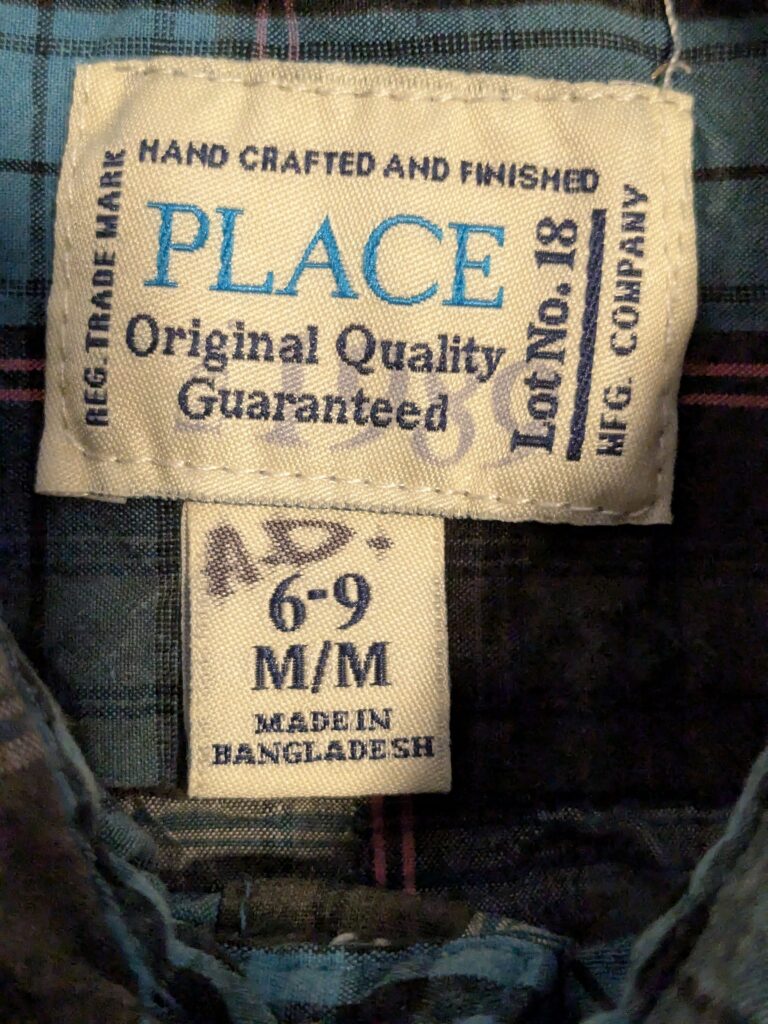 HAND CRAFTED AND FINISHED
REG. TRADE MARK
PLACE
Original Quality
Guaranteed
1989
Lot No. 18
MFG. COMPANY
A.D.
6-9
M/M
MADE IN
BANGLADESH